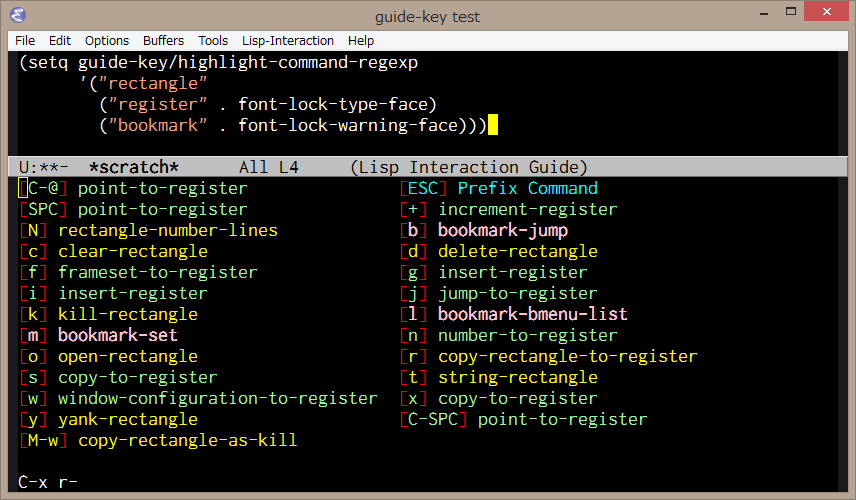 guide-key test
File Edit Options Buffers Tools Lisp-Interaction Help
(setq guide-key/highlight-command-regexp
      '("rectangle"
        ("register" . font-lock-type-face)
        ("bookmark" . font-lock-warning-face)))
U:**-  *scratch*      All L4     (Lisp Interaction Guide)
[C-@] point-to-register               [ESC] Prefix Command
[SPC] point-to-register               [+] increment-register
[N] rectangle-number-lines            [b] bookmark-jump
[c] clear-rectangle                   [d] delete-rectangle
[f] frameset-to-register              [g] insert-register
[i] insert-register                   [j] jump-to-register
[k] kill-rectangle                    [l] bookmark-bmenu-list
[m] bookmark-set                      [n] number-to-register
[o] open-rectangle                    [r] copy-rectangle-to-register
[s] copy-to-register                  [t] string-rectangle
[w] window-configuration-to-register  [x] copy-to-register
[y] yank-rectangle                    [C-SPC] point-to-register
[M-w] copy-rectangle-as-kill
C-x r-